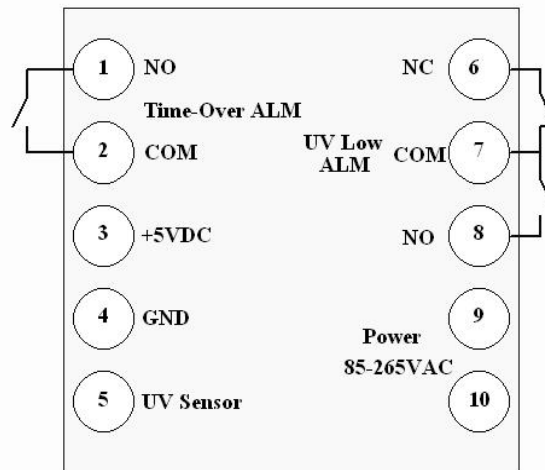 1 NO
Time-Over ALM
2 COM
3 +5VDC
4 GND
5 UV Sensor
NC 6
UV Low
ALM
COM 7
NO 8
9
Power
85-265VAC
10